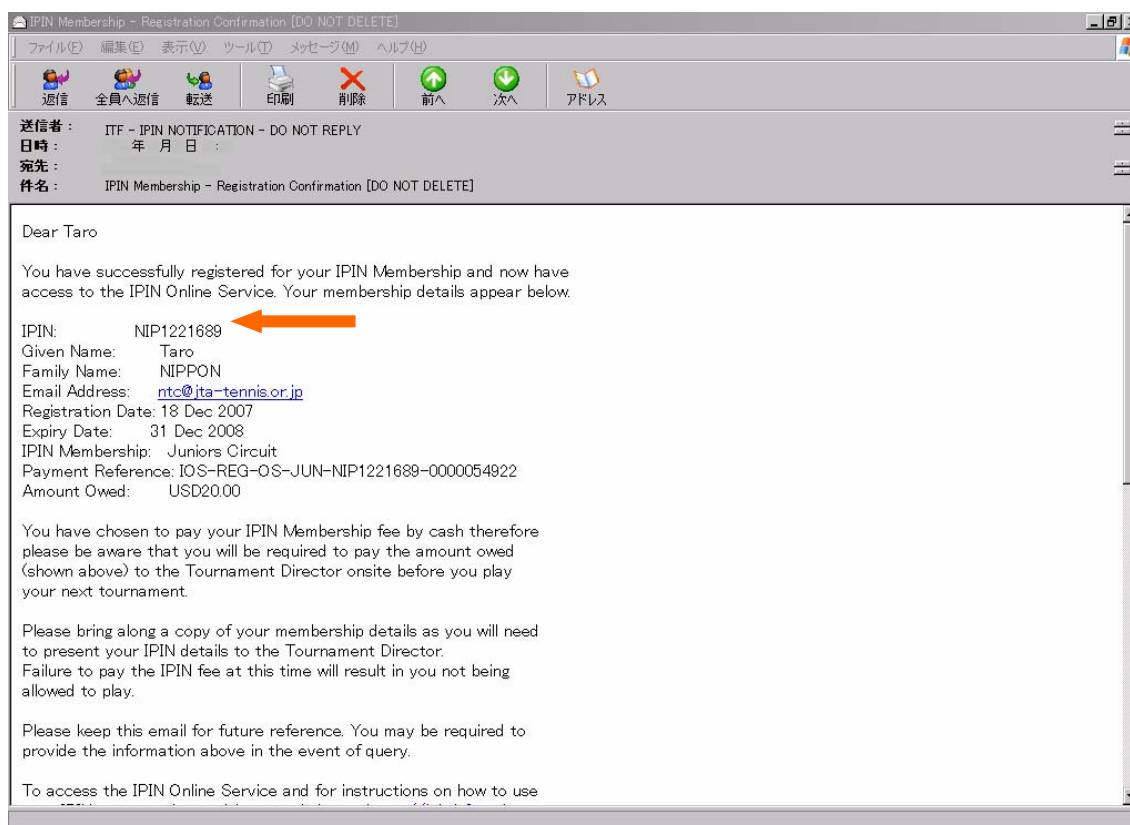 IPIN Membership - Registration Confirmation [DO NOT DELETE]
ファイル(F) 編集(E) 表示(V) ツール(T) メッセージ(M) ヘルプ(H)
返信 全員へ返信 転送 印刷 削除 前へ 次へ アドレス
送信者: ITF - IPIN NOTIFICATION - DO NOT REPLY
日時: 年 月 日 :
宛先:
件名: IPIN Membership - Registration Confirmation [DO NOT DELETE]
Dear Taro
You have successfully registered for your IPIN Membership and now have
access to the IPIN Online Service. Your membership details appear below.
IPIN: NIP1221689
Given Name: Taro
Family Name: NIPPON
Email Address: ntc@jta-tennis.or.jp
Registration Date: 18 Dec 2007
Expiry Date: 31 Dec 2008
IPIN Membership: Juniors Circuit
Payment Reference: IOS-REG-OS-JUN-NIP1221689-0000054922
Amount Owed: USD20.00
You have chosen to pay your IPIN Membership fee by cash therefore
please be aware that you will be required to pay the amount owed
(shown above) to the Tournament Director onsite before you play
your next tournament.
Please bring along a copy of your membership details as you will need
to present your IPIN details to the Tournament Director.
Failure to pay the IPIN fee at this time will result in you not being
allowed to play.
Please keep this email for future reference. You may be required to
provide the information above in the event of query.
To access the IPIN Online Service and for instructions on how to use